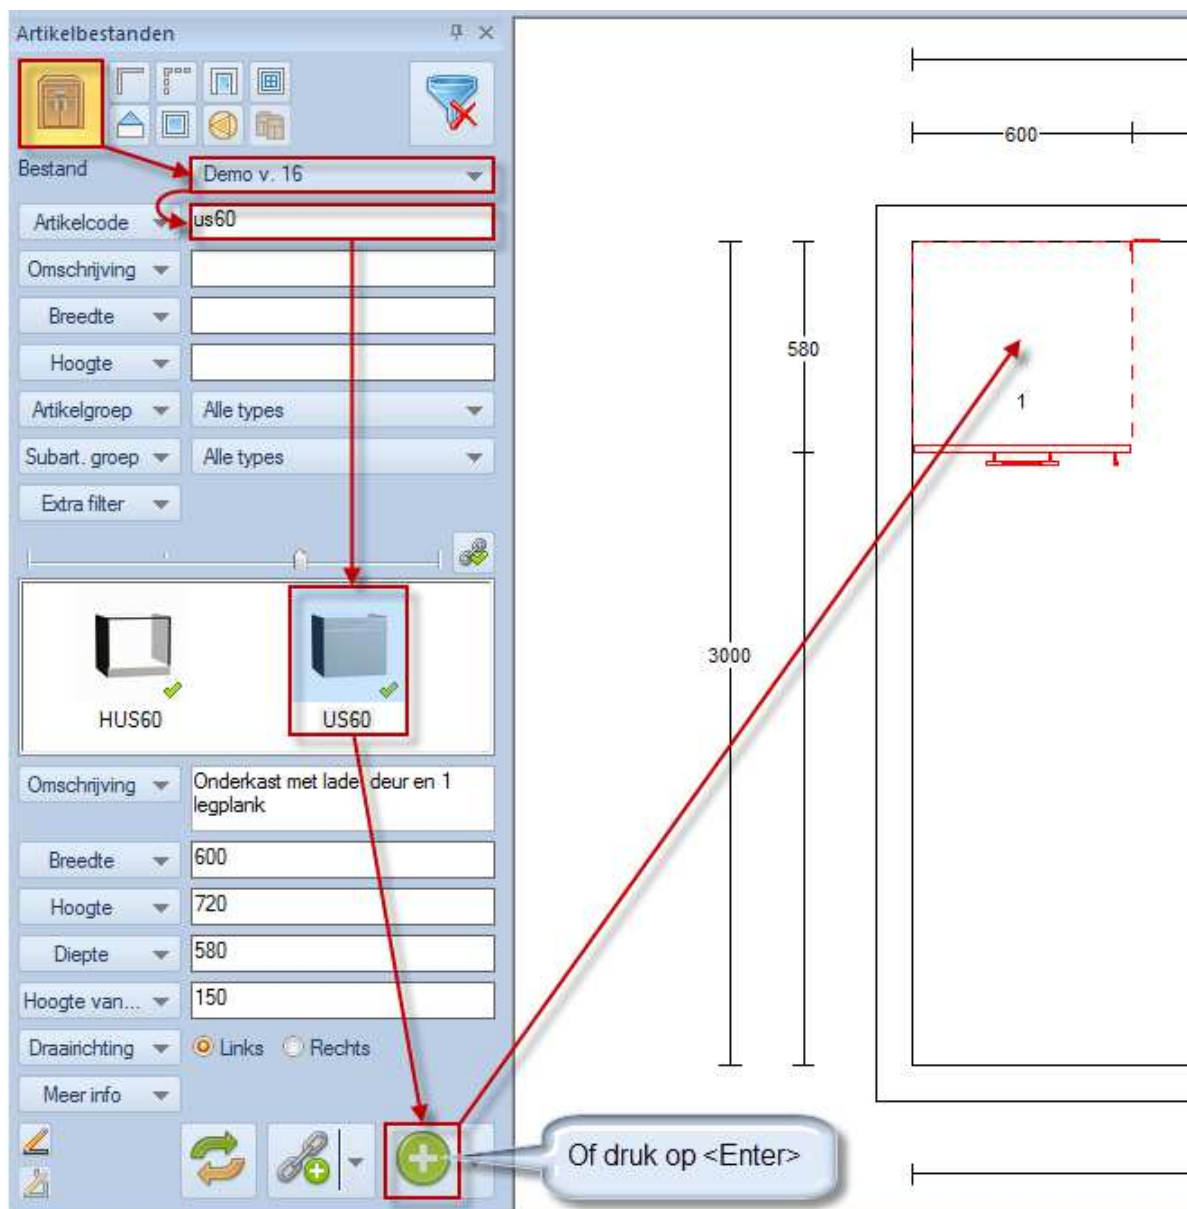 Artikelbestanden
Bestand Demo v. 16
Artikelcode us60
Omschrijving
Breedte
Hoogte
Artikelgroep Alle types
Subart. groep Alle types
Extra filter
HUS60 US60
Omschrijving Onderkast met lade, deur en 1
legplank
Breedte 600
Hoogte 720
Diepte 580
Hoogte van... 150
Draairichting Links Rechts
Meer info
Of druk op <Enter>
600
580
1
3000